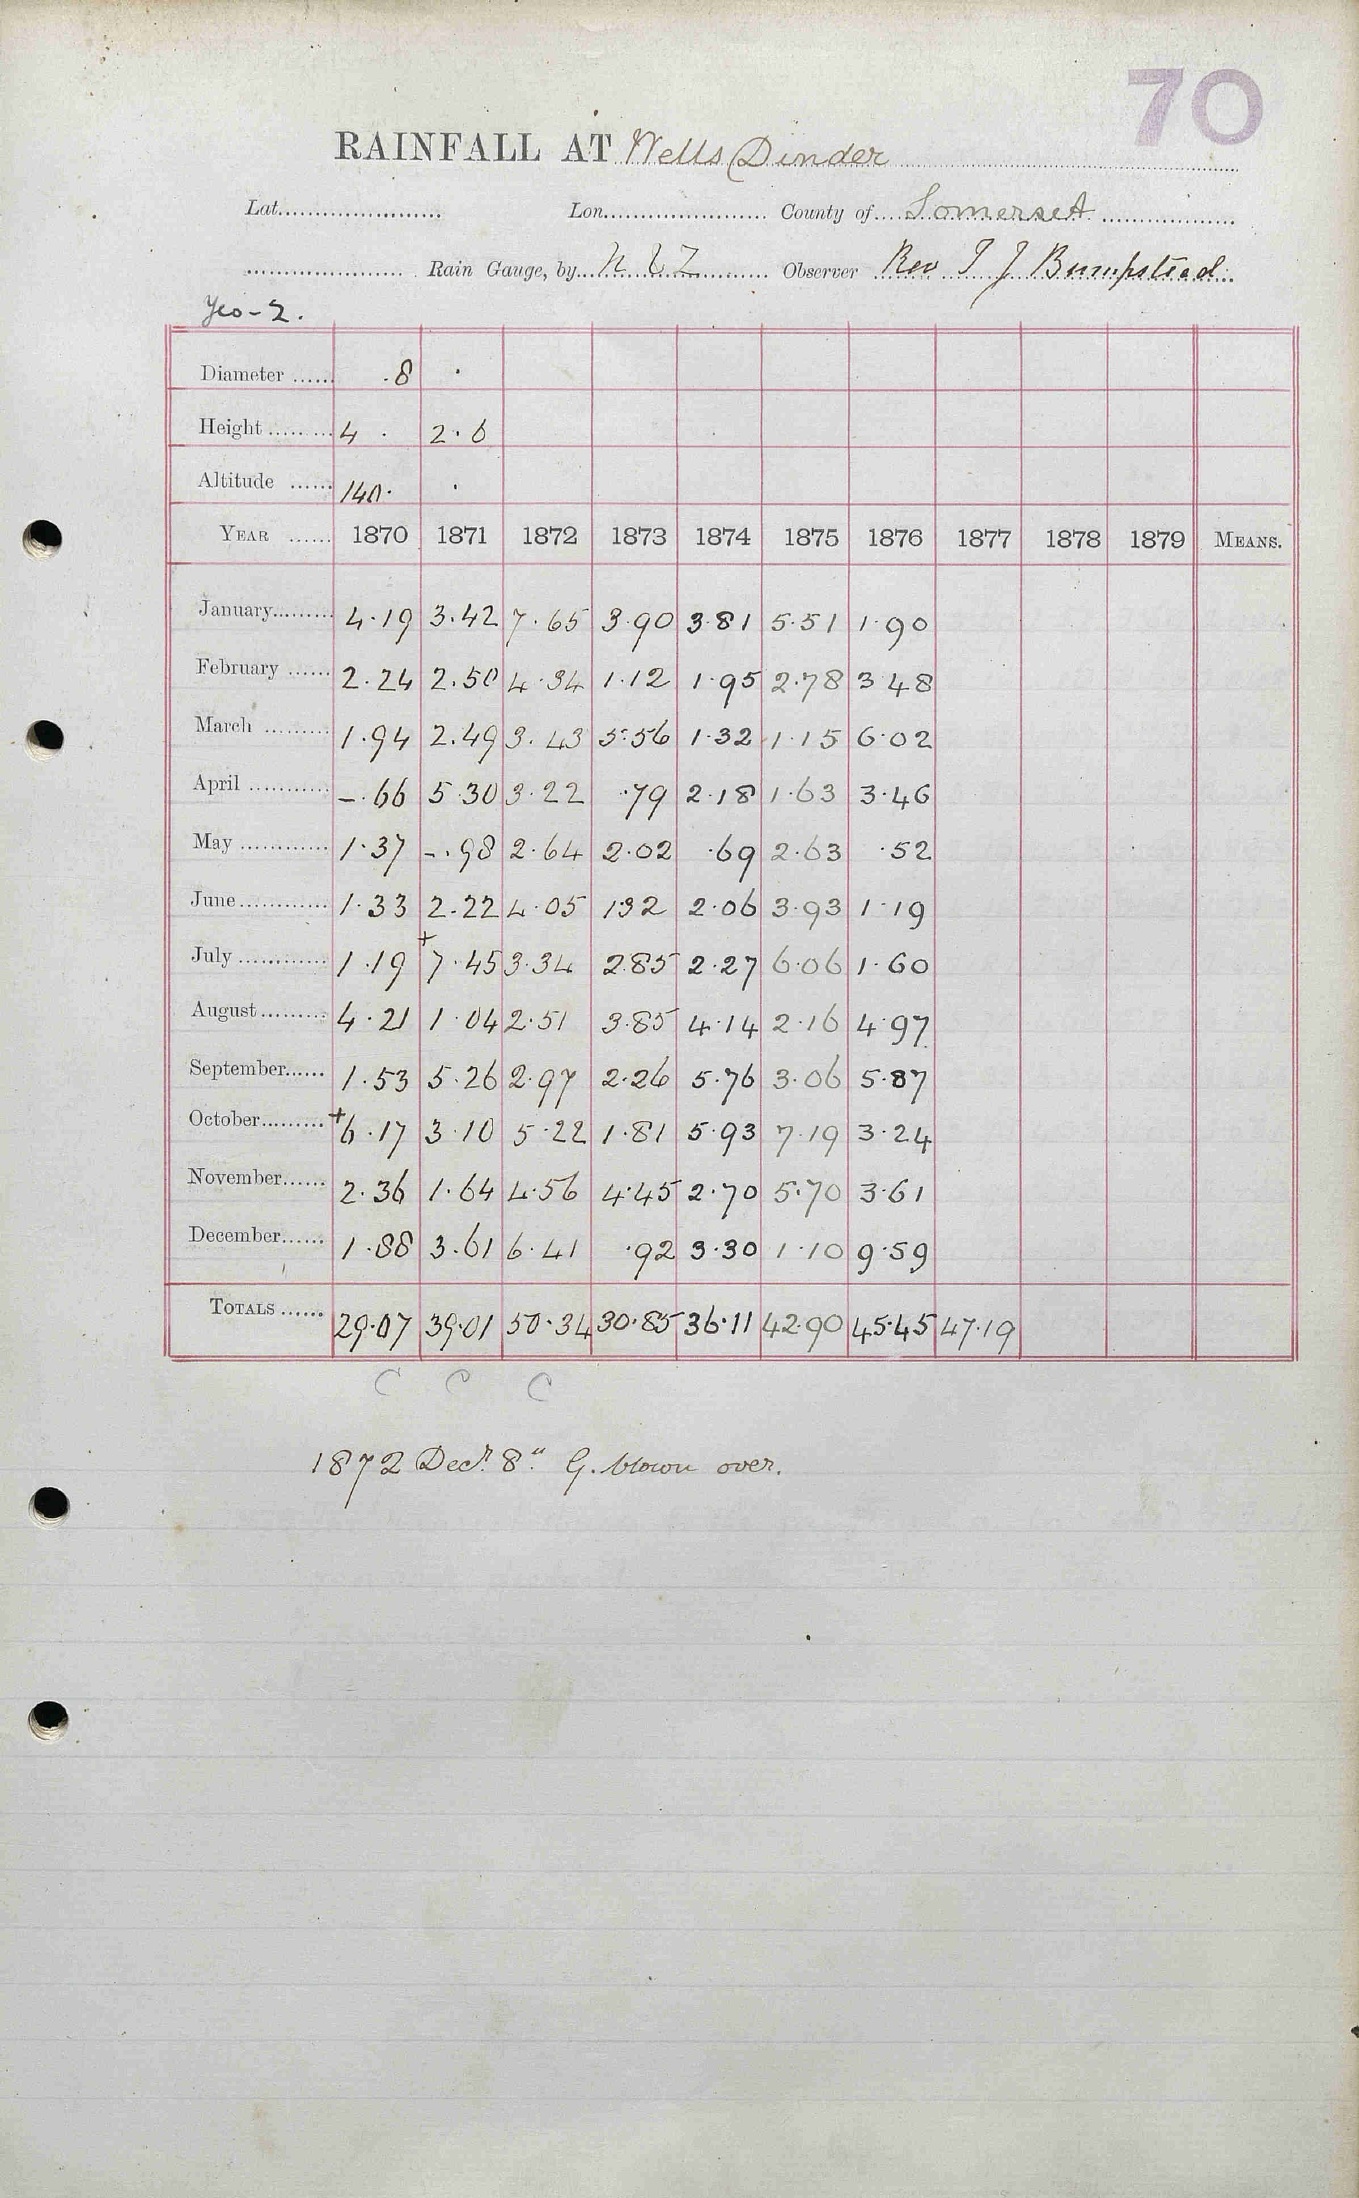 70
RAINFALL AT Wells (Dinder
Lat. Lon. County of Somerset
Rain Gauge, by Observer Rev T J Bumpstead
Yeo-2.
Diameter ...... .8 .
Height ......... 4 . 2.6
Altitude ...... 140. .
YEAR ...... 1870 1871 1872 1873 1874 1875 1876 1877 1878 1879 MEANS.
January......... 4.19 3.42 7.65 3.90 3.81 5.51 1.90
February ...... 2.24 2.50 4.34 1.12 1.95 2.78 3.48
March ......... 1.94 2.49 3.43 5.56 1.32 1.15 6.02
April ........... -.66 5.30 3.22 .79 2.18 1.63 3.46
May ............ 1.37 -.98 2.64 2.02 .69 2.63 .52
June............ 1.33 2.22 4.05 1.32 2.06 3.93 1.19
July ............ 1.19 +7.45 3.34 2.85 2.27 6.06 1.60
August......... 4.21 1.04 2.51 3.85 4.14 2.16 4.97
September...... 1.53 5.26 2.97 2.26 5.76 3.06 5.87
October......... +6.17 3.10 5.22 1.81 5.93 7.19 3.24
November...... 2.36 1.64 4.56 4.45 2.70 5.70 3.61
December...... 1.88 3.61 6.41 .92 3.30 1.10 9.59
TOTALS ...... 29.07 39.01 50.34 30.85 36.11 42.90 45.45 47.19
C C C
1872 Decr. 8". G. blown over.